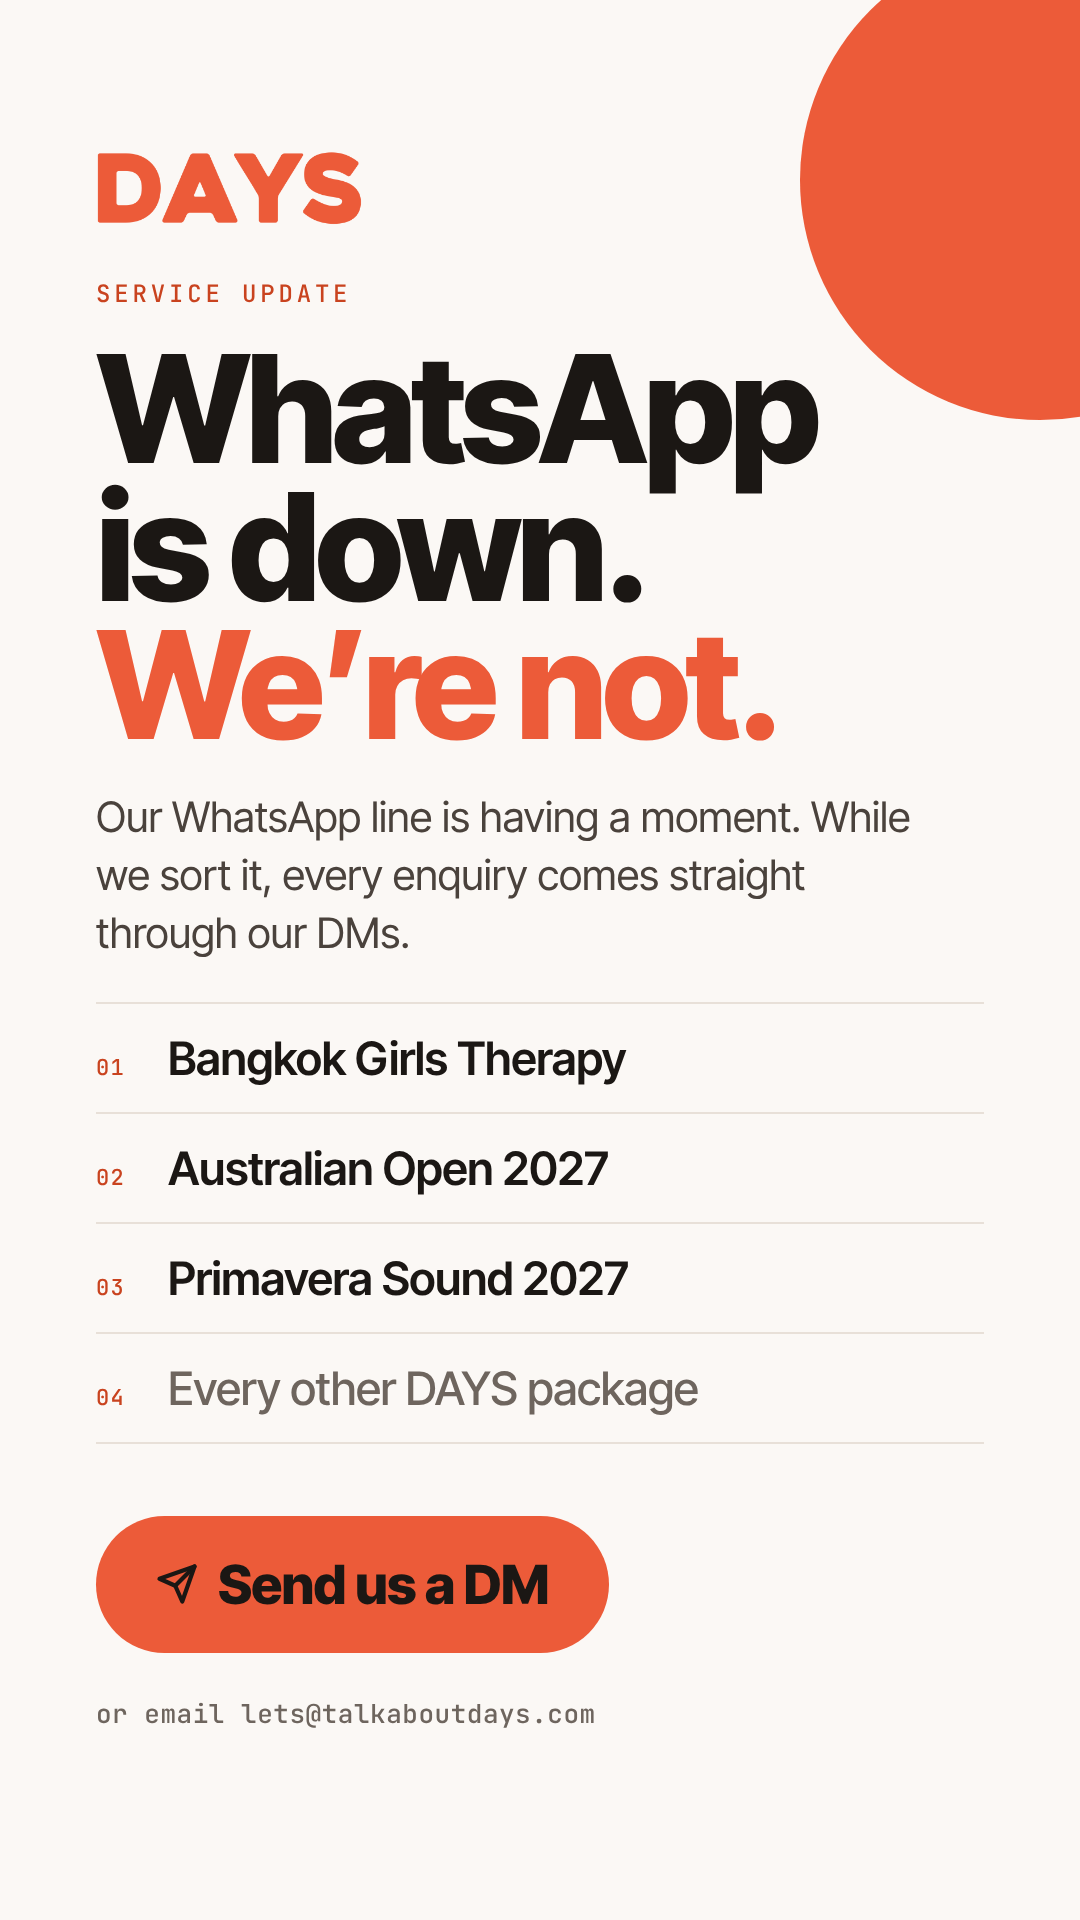 DAYS
SERVICE UPDATE
WhatsApp
is down.
We’re not.
Our WhatsApp line is having a moment. While
we sort it, every enquiry comes straight
through our DMs.
01 Bangkok Girls Therapy
02 Australian Open 2027
03 Primavera Sound 2027
04 Every other DAYS package
Send us a DM
or email lets@talkaboutdays.com